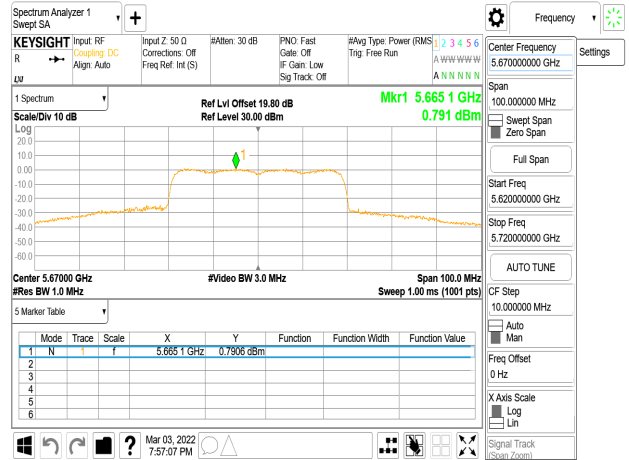 Spectrum Analyzer 1
Swept SA
Frequency
KEYSIGHT
R
Input: RF
Coupling: DC
Align: Auto
Input Z: 50 Ω
Corrections: Off
Freq Ref: Int (S)
#Atten: 30 dB
PNO: Fast
Gate: Off
IF Gain: Low
Sig Track: Off
#Avg Type: Power (RMS
Trig: Free Run
1 2 3 4 5 6
A W W W W W
A N N N N N
LXI
1 Spectrum
Scale/Div 10 dB
Ref Lvl Offset 19.80 dB
Ref Level 30.00 dBm
Mkr1 5.665 1 GHz
0.791 dBm
Log
20.0
10.0
0.00
-10.0
-20.0
-30.0
-40.0
-50.0
-60.0
1
Center 5.67000 GHz
#Res BW 1.0 MHz
#Video BW 3.0 MHz
Span 100.0 MHz
Sweep 1.00 ms (1001 pts)
5 Marker Table
Mode Trace Scale X Y Function Function Width Function Value
1 N 1 f 5.665 1 GHz 0.7906 dBm
2
3
4
5
6
Mar 03, 2022
7:57:07 PM
?
Center Frequency
5.670000000 GHz
Settings
Span
100.000000 MHz
Swept Span
Zero Span
Full Span
Start Freq
5.620000000 GHz
Stop Freq
5.720000000 GHz
AUTO TUNE
CF Step
10.000000 MHz
Auto
Man
Freq Offset
0 Hz
X Axis Scale
Log
Lin
Signal Track
(Span Zoom)